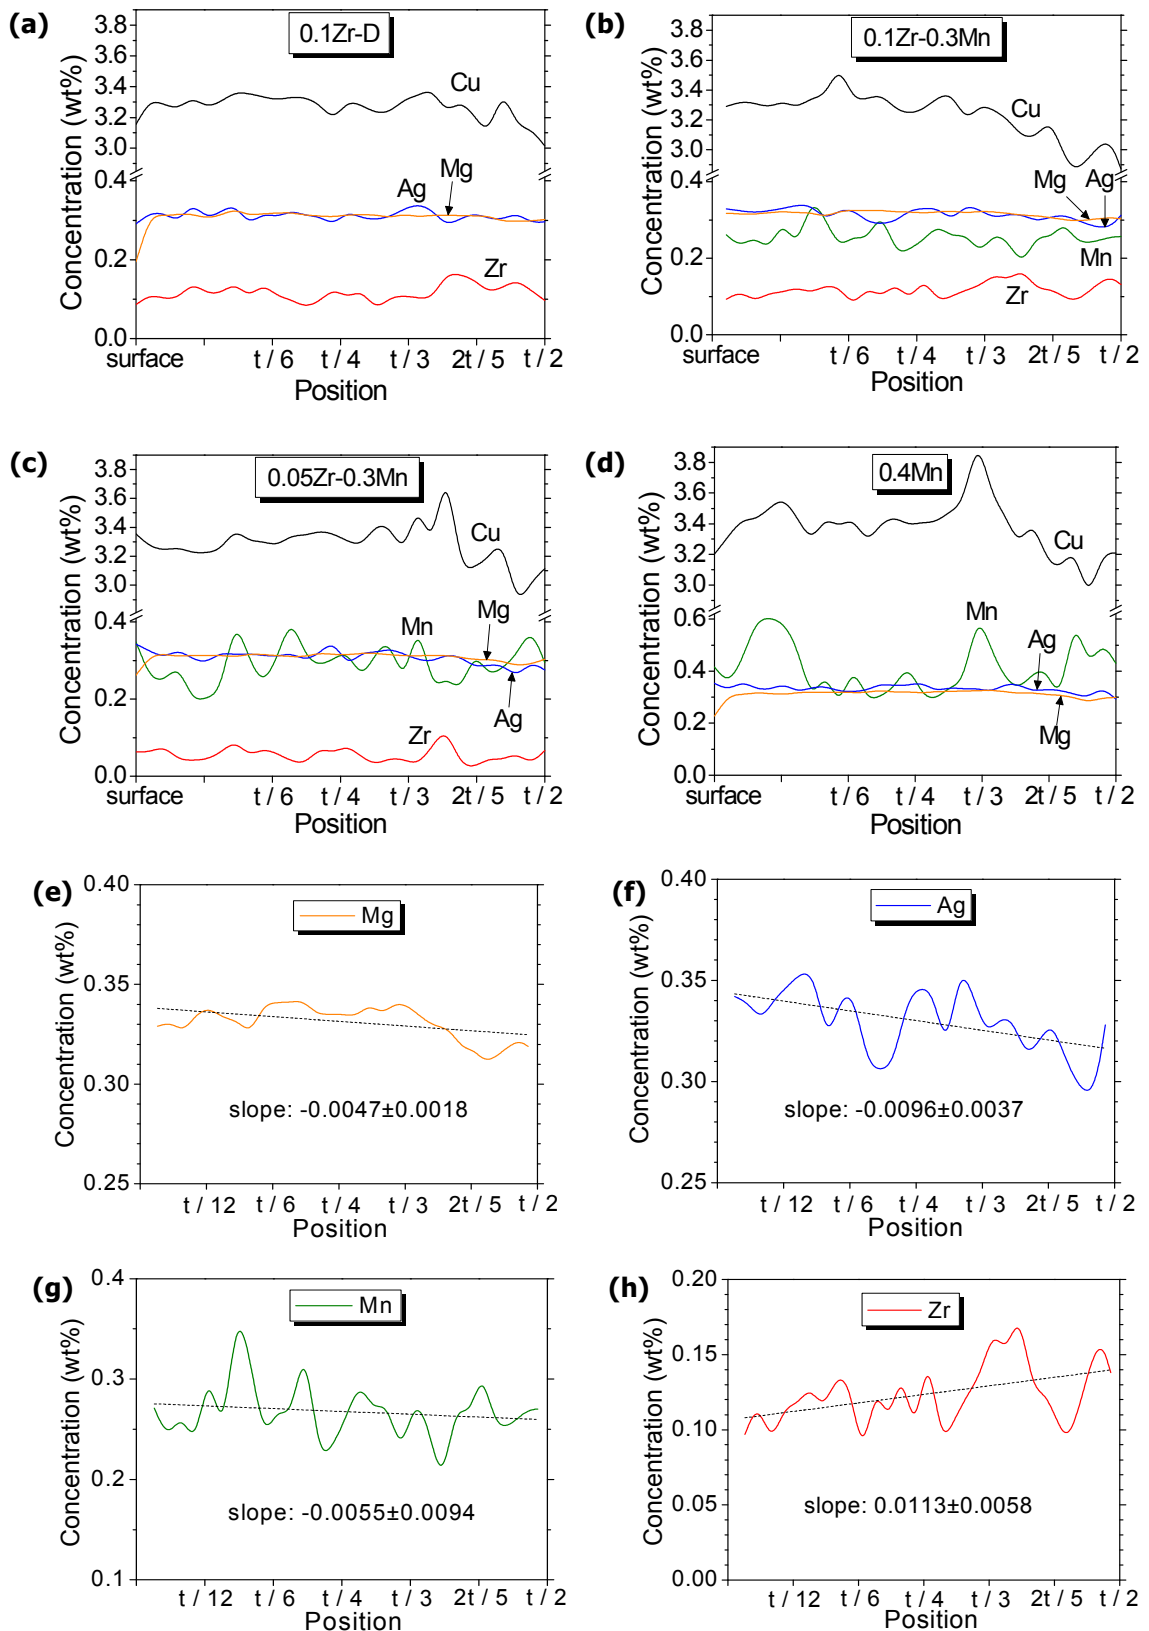 (a)
0.1Zr-D
Concentration (wt%)
3.8
3.6
3.4
3.2
3.0
0.4
0.2
0.0
Cu
Mg
Ag
Zr
surface t / 6 t / 4 t / 3 2t / 5 t / 2
Position
(b)
0.1Zr-0.3Mn
Concentration (wt%)
3.8
3.6
3.4
3.2
3.0
0.4
0.2
0.0
Cu
Mg
Ag
Mn
Zr
surface t / 6 t / 4 t / 3 2t / 5 t / 2
Position
(c)
0.05Zr-0.3Mn
Concentration (wt%)
3.8
3.6
3.4
3.2
3.0
0.4
0.2
0.0
Cu
Mg
Mn
Ag
Zr
surface t / 6 t / 4 t / 3 2t / 5 t / 2
Position
(d)
0.4Mn
Concentration (wt%)
3.8
3.6
3.4
3.2
3.0
0.6
0.4
0.2
0.0
Cu
Mn
Ag
Mg
surface t / 6 t / 4 t / 3 2t / 5 t / 2
Position
(e)
Mg
Concentration (wt%)
0.40
0.35
0.30
0.25
slope: -0.0047±0.0018
t / 12 t / 6 t / 4 t / 3 2t / 5 t / 2
Position
(f)
Ag
Concentration (wt%)
0.40
0.35
0.30
0.25
slope: -0.0096±0.0037
t / 12 t / 6 t / 4 t / 3 2t / 5 t / 2
Position
(g)
Mn
Concentration (wt%)
0.4
0.3
0.2
0.1
slope: -0.0055±0.0094
t / 12 t / 6 t / 4 t / 3 2t / 5 t / 2
Position
(h)
Zr
Concentration (wt%)
0.20
0.15
0.10
0.05
0.00
slope: 0.0113±0.0058
t / 12 t / 6 t / 4 t / 3 2t / 5 t / 2
Position